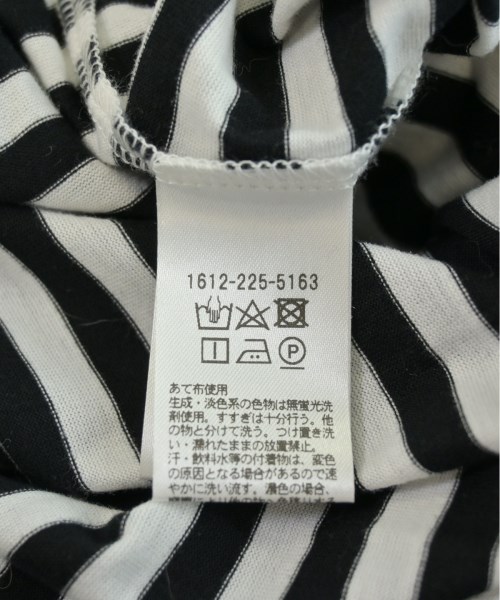 1612-225-5163
あて布使用
生成・淡色系の色物は無蛍光洗
剤使用。すすぎは十分行う。他
の物と分けて洗う。つけ置き洗
い・濡れたままの放置禁止。
汗・飲料水等の付着物は、変色
の原因となる場合があるので速
やかに洗い流す。濃色の場合、